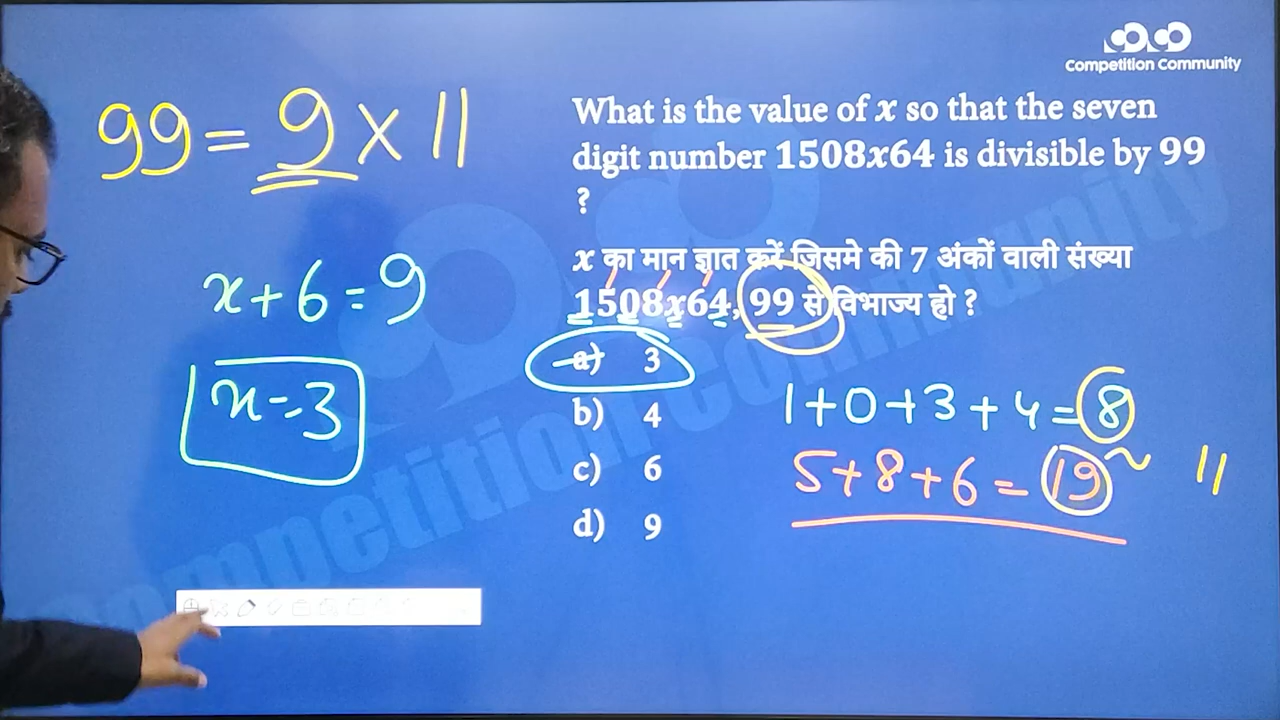 Competition Community
99 = 9 × 11
What is the value of x so that the seven
digit number 1508x64 is divisible by 99
?
x का मान ज्ञात करें जिसमे की 7 अंकों वाली संख्या
1508x64, 99 से विभाज्य हो ?
x + 6 = 9
x = 3
a) 3
b) 4
c) 6
d) 9
1 + 0 + 3 + 4 = 8
5 + 8 + 6 = 19 ~ 11
Competition Community